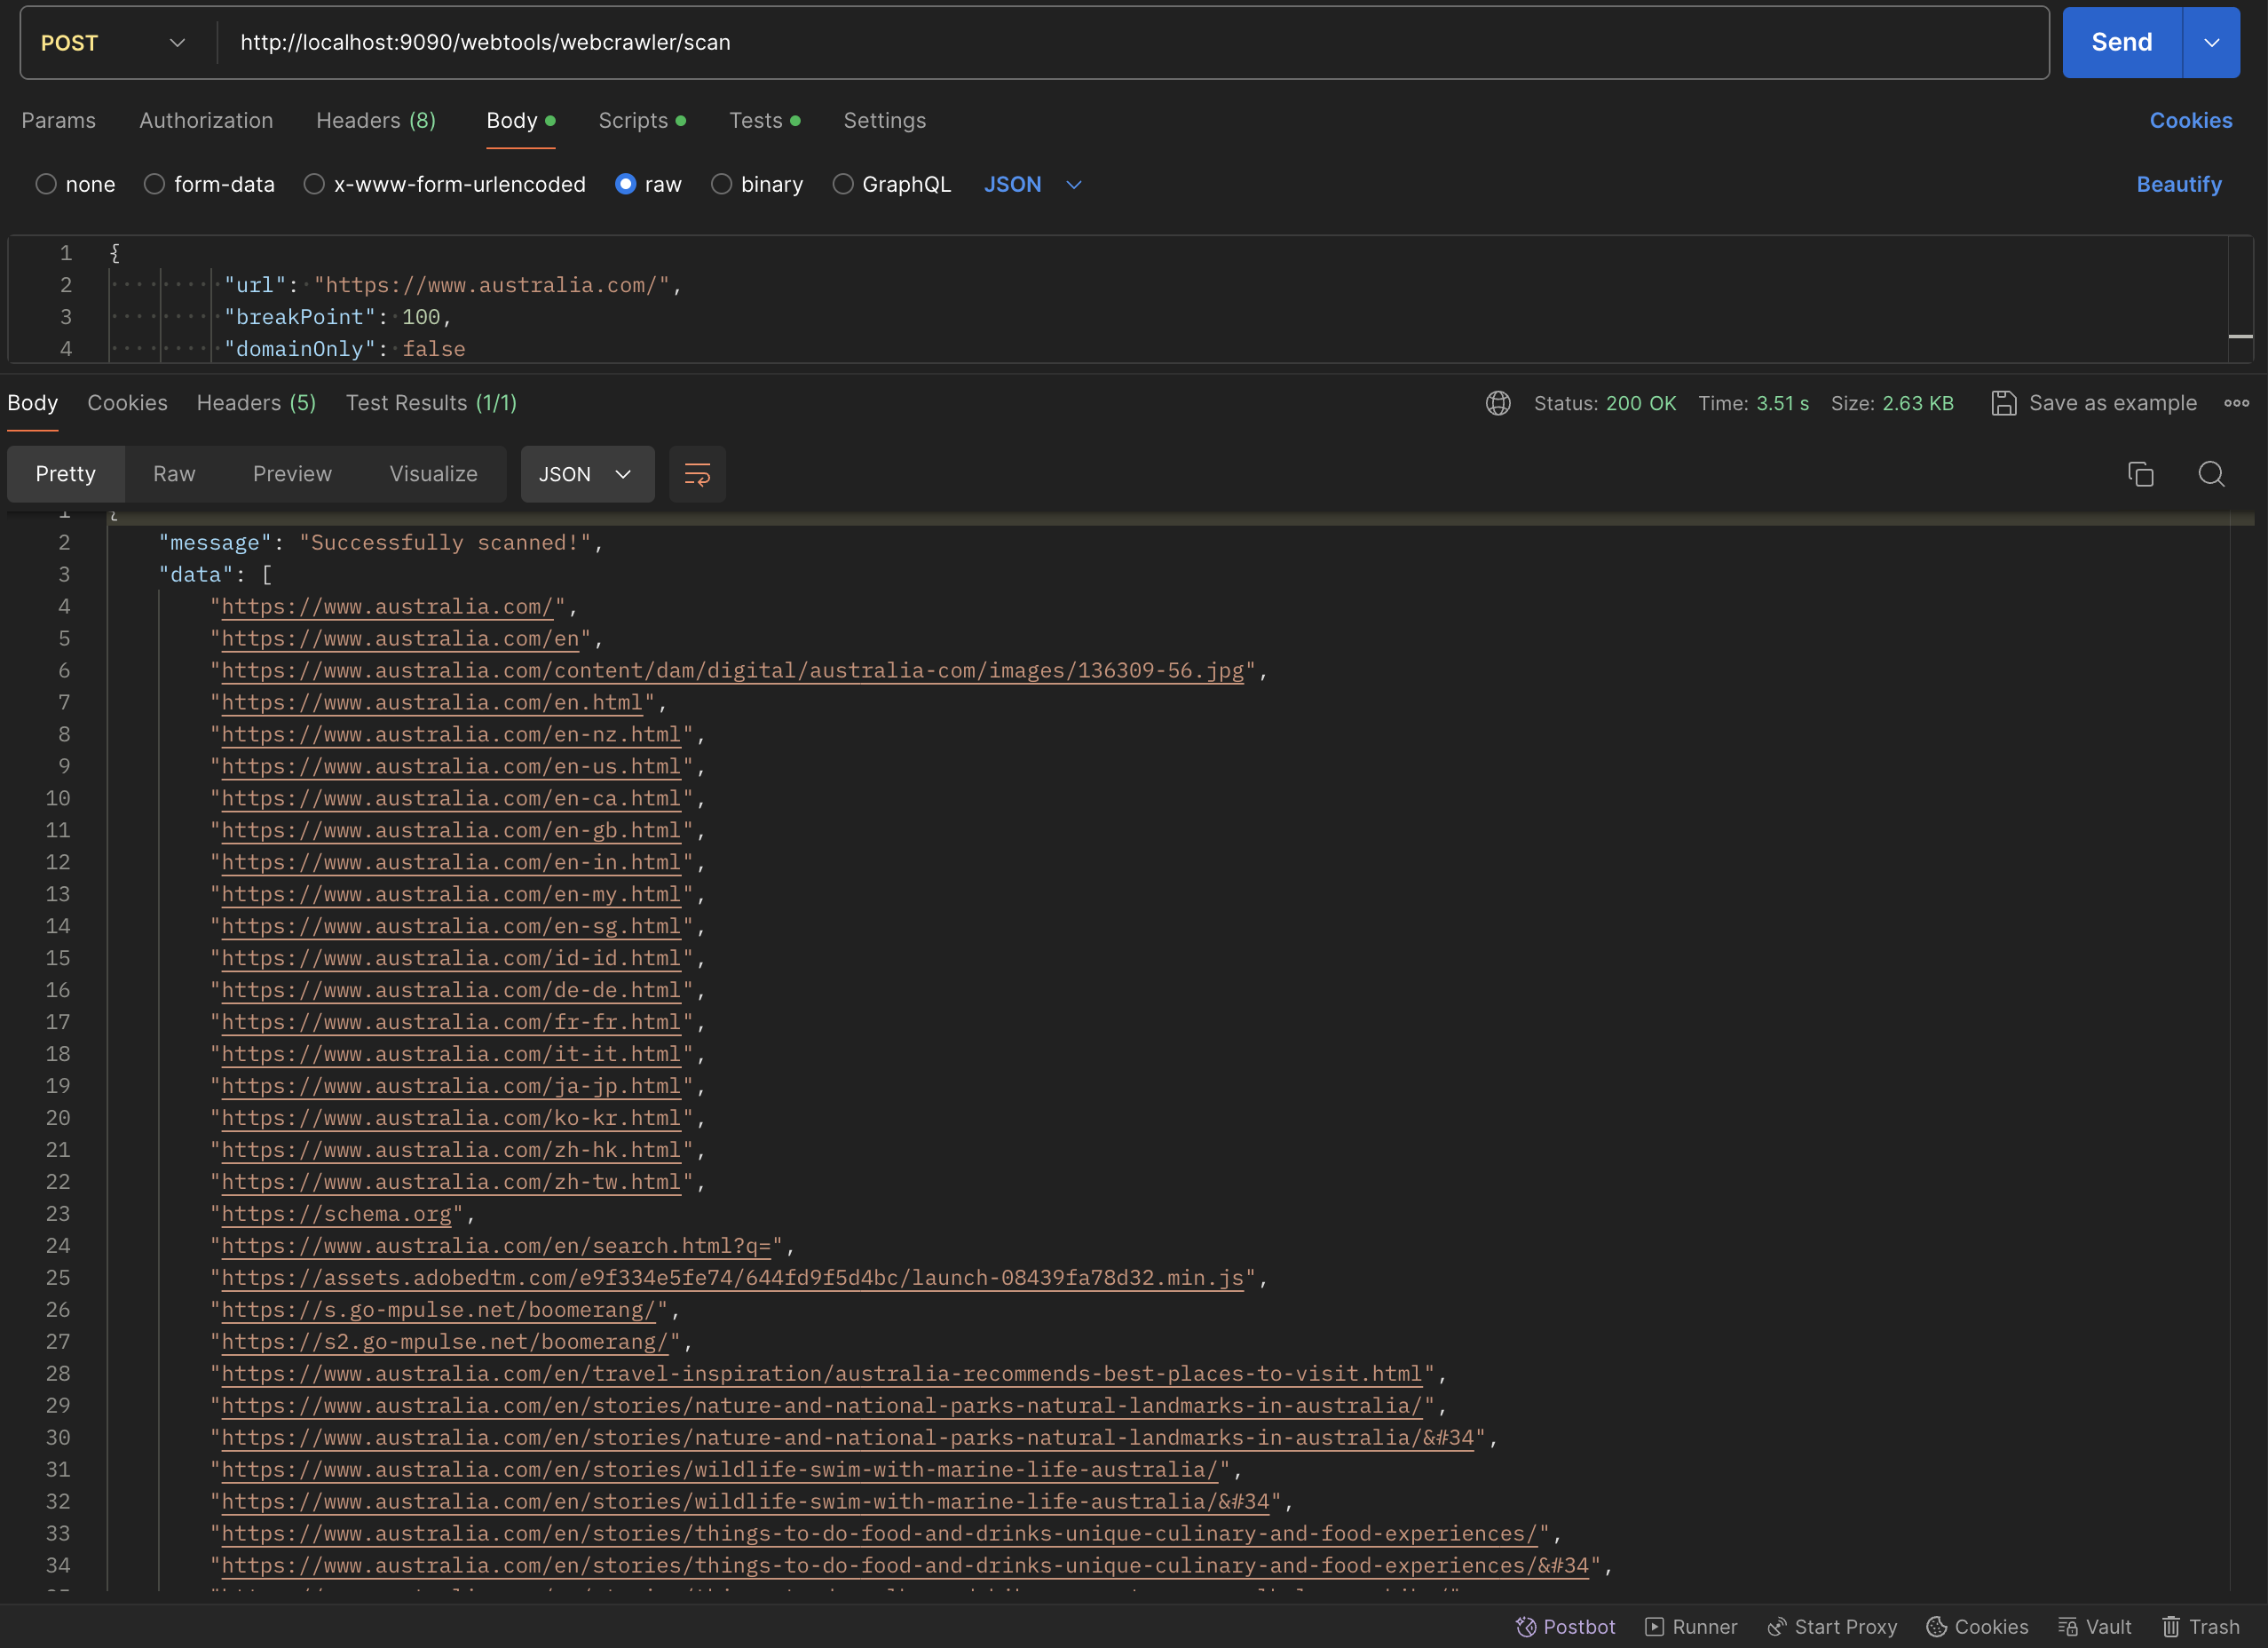 POST http://localhost:9090/webtools/webcrawler/scan Send
Params Authorization Headers (8) Body Scripts Tests Settings Cookies
none form-data x-www-form-urlencoded raw binary GraphQL JSON Beautify
1 {
2 "url": "https://www.australia.com/",
3 "breakPoint": 100,
4 "domainOnly": false
Body Cookies Headers (5) Test Results (1/1) Status: 200 OK Time: 3.51 s Size: 2.63 KB Save as example
Pretty Raw Preview Visualize JSON
1 {
2 "message": "Successfully scanned!",
3 "data": [
4 "https://www.australia.com/",
5 "https://www.australia.com/en",
6 "https://www.australia.com/content/dam/digital/australia-com/images/136309-56.jpg",
7 "https://www.australia.com/en.html",
8 "https://www.australia.com/en-nz.html",
9 "https://www.australia.com/en-us.html",
10 "https://www.australia.com/en-ca.html",
11 "https://www.australia.com/en-gb.html",
12 "https://www.australia.com/en-in.html",
13 "https://www.australia.com/en-my.html",
14 "https://www.australia.com/en-sg.html",
15 "https://www.australia.com/id-id.html",
16 "https://www.australia.com/de-de.html",
17 "https://www.australia.com/fr-fr.html",
18 "https://www.australia.com/it-it.html",
19 "https://www.australia.com/ja-jp.html",
20 "https://www.australia.com/ko-kr.html",
21 "https://www.australia.com/zh-hk.html",
22 "https://www.australia.com/zh-tw.html",
23 "https://schema.org",
24 "https://www.australia.com/en/search.html?q=",
25 "https://assets.adobedtm.com/e9f334e5fe74/644fd9f5d4bc/launch-08439fa78d32.min.js",
26 "https://s.go-mpulse.net/boomerang/",
27 "https://s2.go-mpulse.net/boomerang/",
28 "https://www.australia.com/en/travel-inspiration/australia-recommends-best-places-to-visit.html",
29 "https://www.australia.com/en/stories/nature-and-national-parks-natural-landmarks-in-australia/",
30 "https://www.australia.com/en/stories/nature-and-national-parks-natural-landmarks-in-australia/&#34",
31 "https://www.australia.com/en/stories/wildlife-swim-with-marine-life-australia/",
32 "https://www.australia.com/en/stories/wildlife-swim-with-marine-life-australia/&#34",
33 "https://www.australia.com/en/stories/things-to-do-food-and-drinks-unique-culinary-and-food-experiences/",
34 "https://www.australia.com/en/stories/things-to-do-food-and-drinks-unique-culinary-and-food-experiences/&#34",
Postbot Runner Start Proxy Cookies Vault Trash